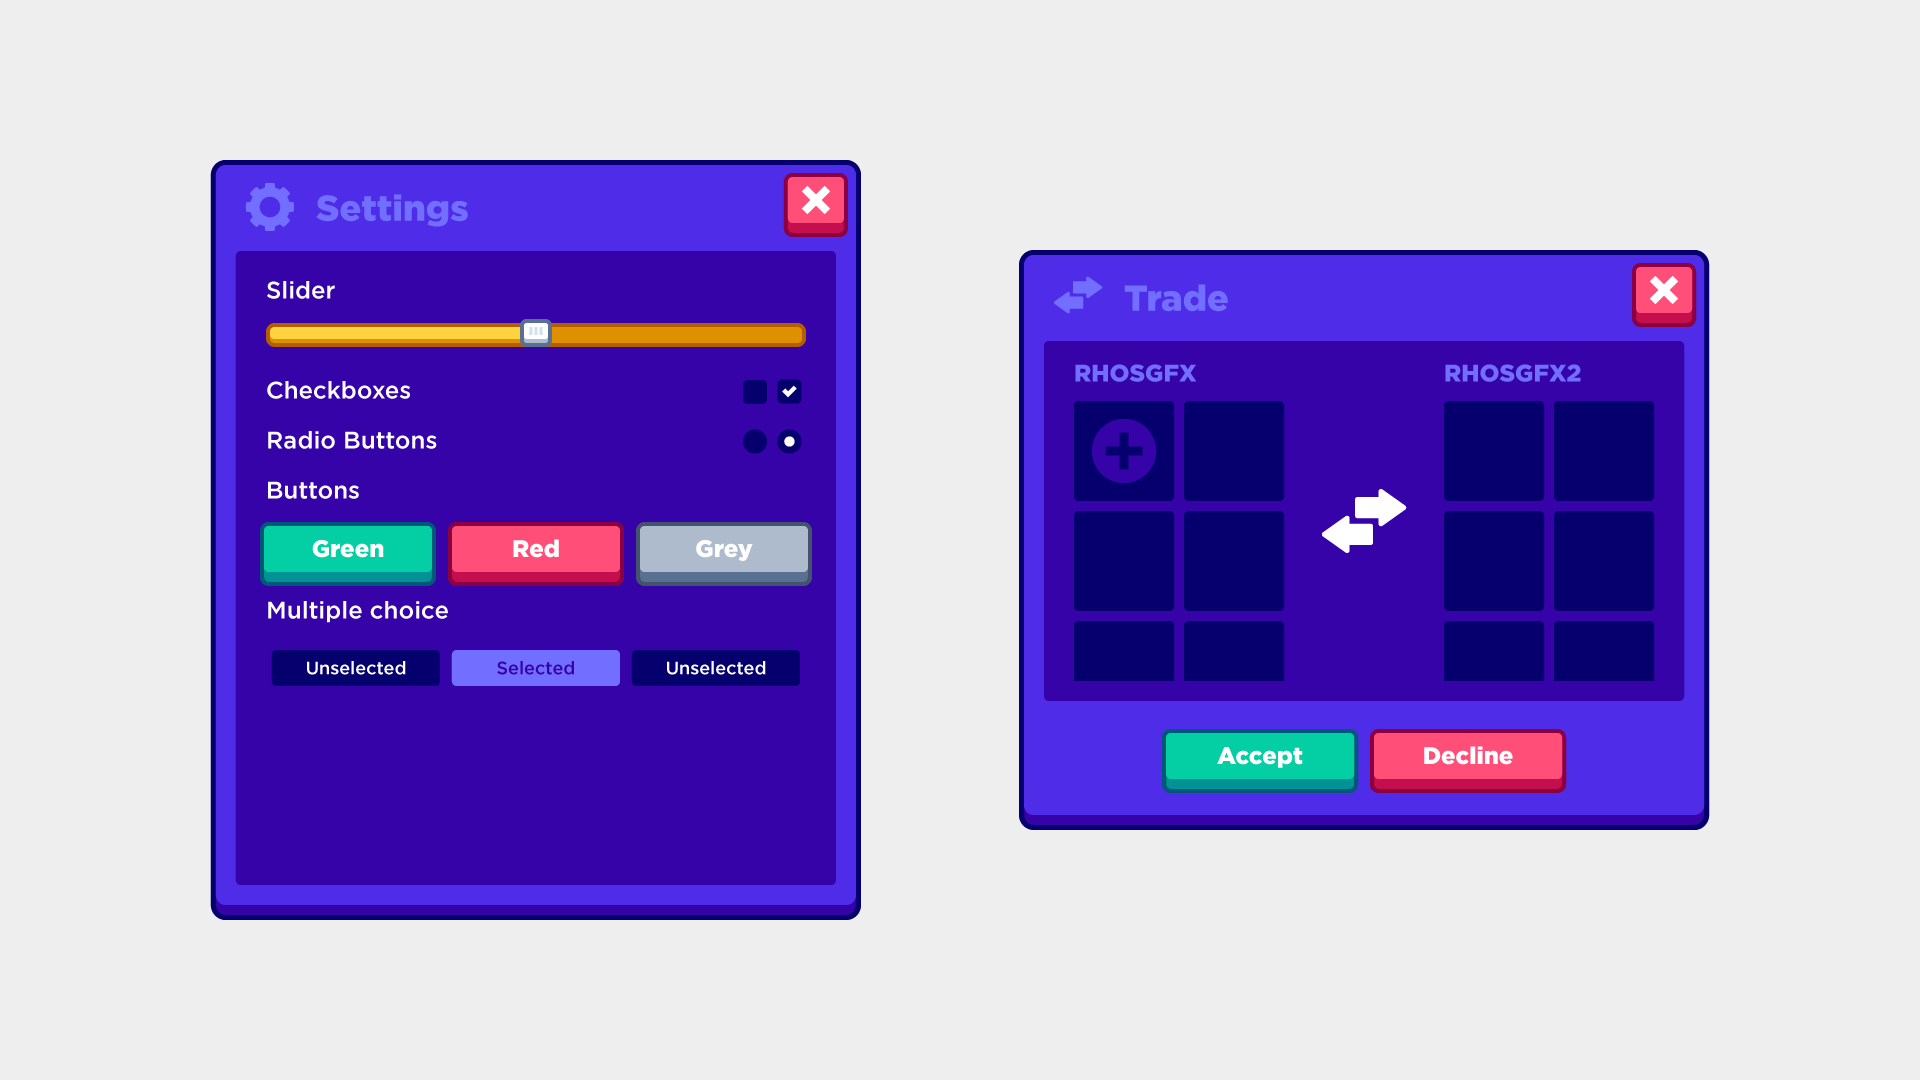 Settings
Slider
Checkboxes
Radio Buttons
Buttons
Green Red Grey
Multiple choice
Unselected Selected Unselected
Trade
RHOSGFX RHOSGFX2
Accept Decline